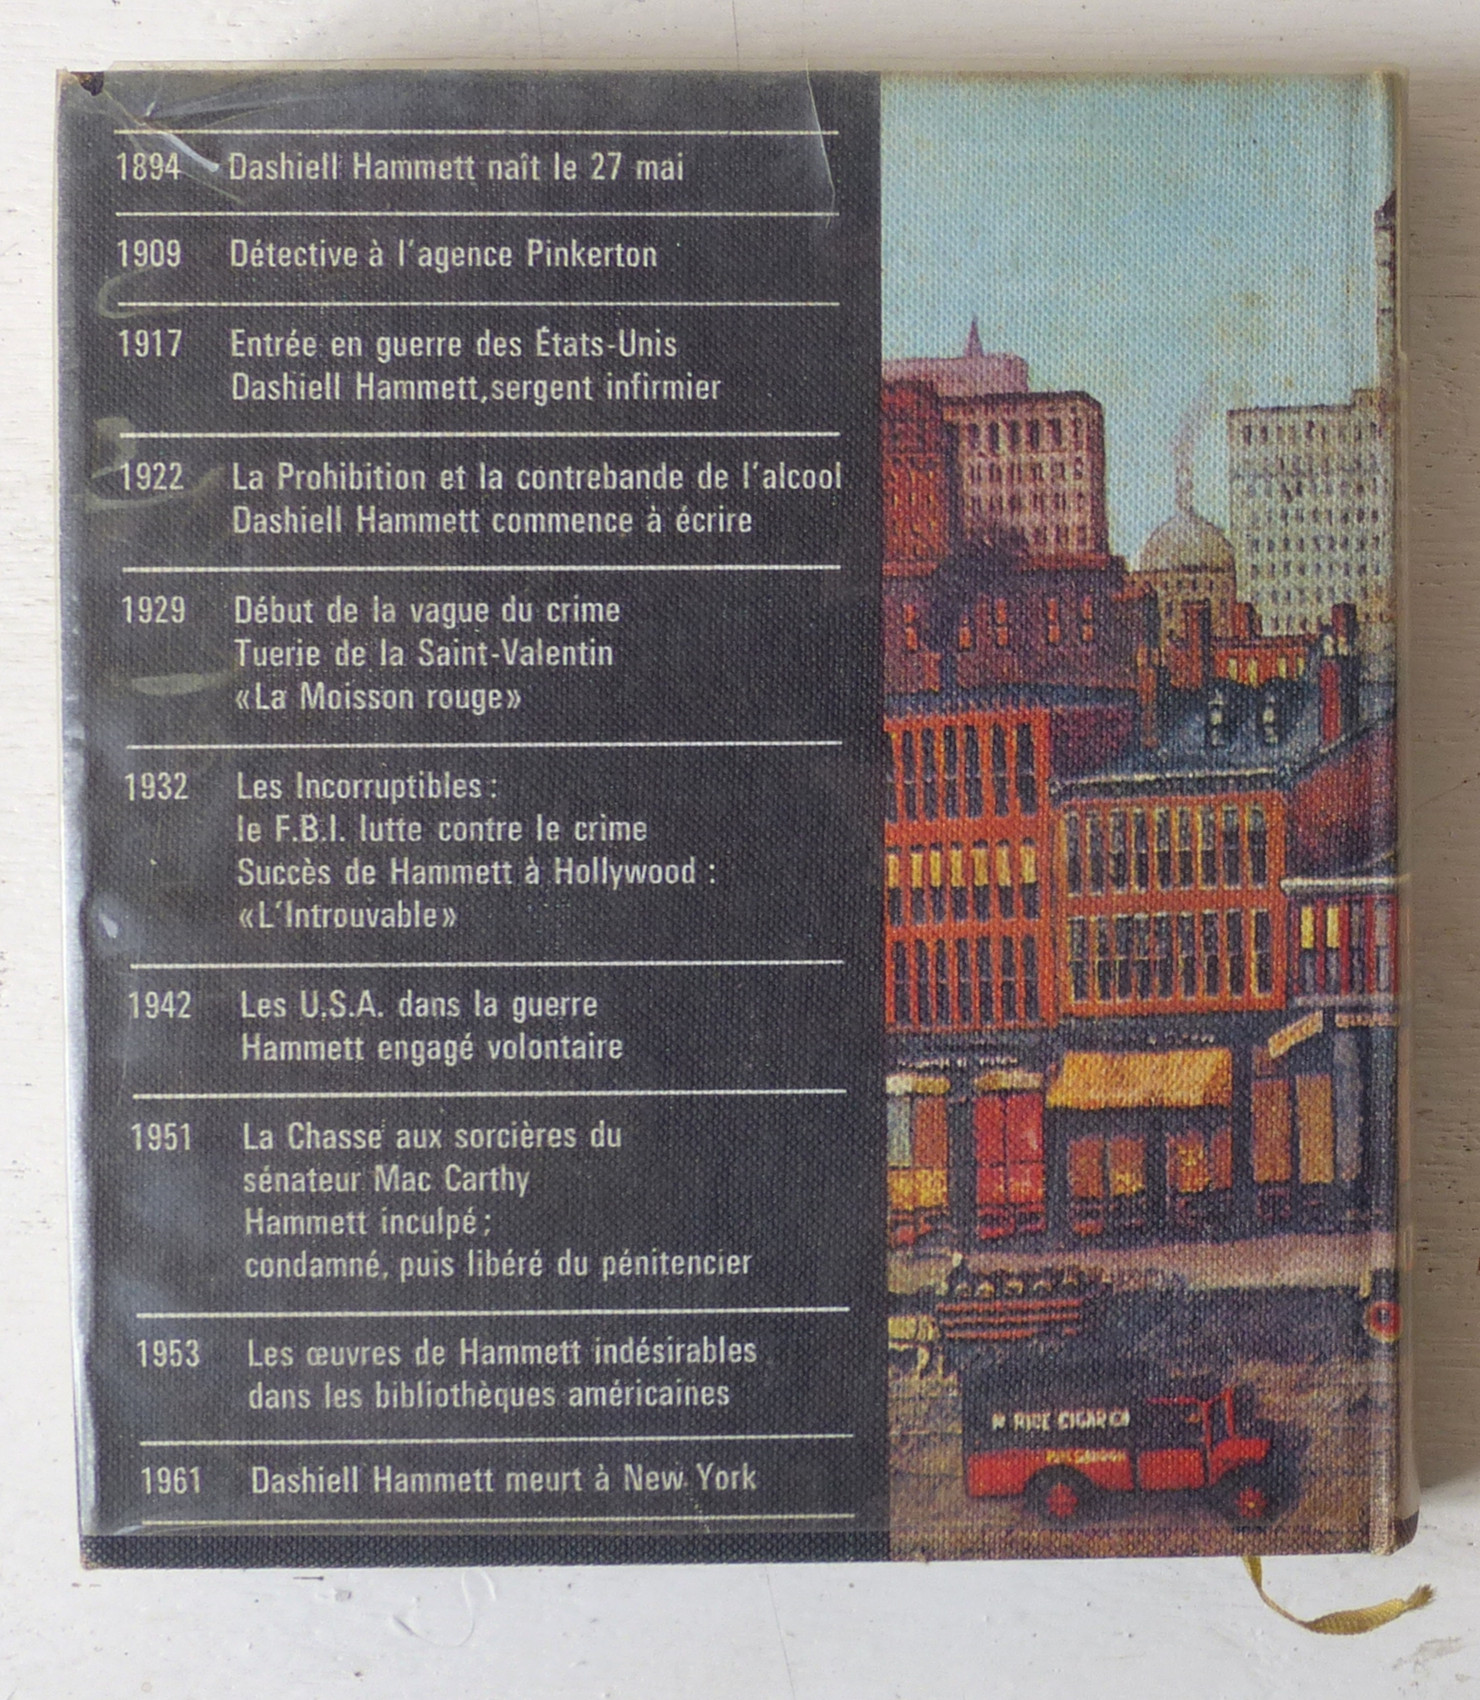 1894 Dashiell Hammett naît le 27 mai
1909 Détective à l'agence Pinkerton
1917 Entrée en guerre des États-Unis
Dashiell Hammett, sergent infirmier
1922 La Prohibition et la contrebande de l'alcool
Dashiell Hammett commence à écrire
1929 Début de la vague du crime
Tuerie de la Saint-Valentin
«La Moisson rouge»
1932 Les Incorruptibles :
le F.B.I. lutte contre le crime
Succès de Hammett à Hollywood :
«L'Introuvable»
1942 Les U.S.A. dans la guerre
Hammett engagé volontaire
1951 La Chasse aux sorcières du
sénateur Mac Carthy
Hammett inculpé ;
condamné, puis libéré du pénitencier
1953 Les œuvres de Hammett indésirables
dans les bibliothèques américaines
1961 Dashiell Hammett meurt à New York
CIGAR CO